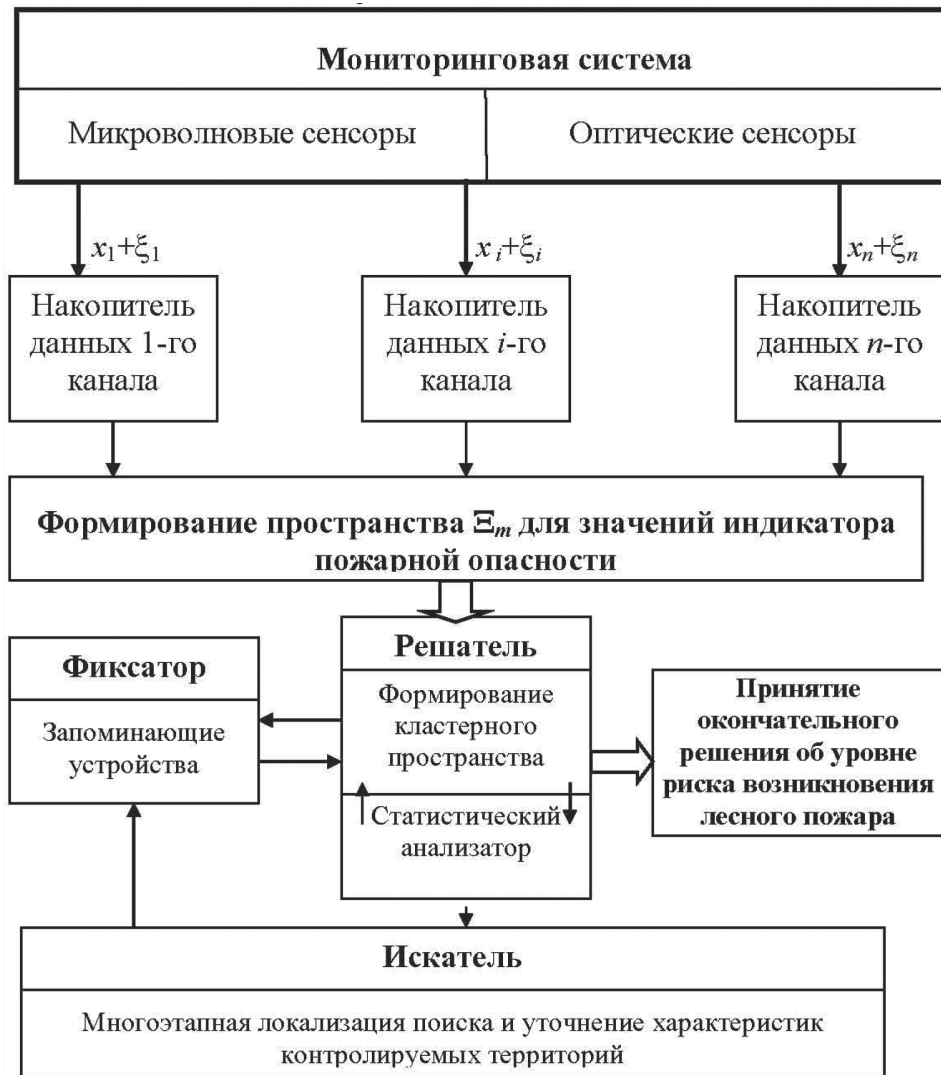 Мониторинговая система
Микроволновые сенсоры
Оптические сенсоры
x₁+ξ₁
x i+ξi
xn+ξn
Накопитель
данных 1-го
канала
Накопитель
данных i-го
канала
Накопитель
данных n-го
канала
Формирование пространства Ξm для значений индикатора
пожарной опасности
Фиксатор
Запоминающие
устройства
Решатель
Формирование
кластерного
пространства
Статистический
анализатор
Принятие
окончательного
решения об уровне
риска возникновения
лесного пожара
Искатель
Многоэтапная локализация поиска и уточнение характеристик
контролируемых территорий